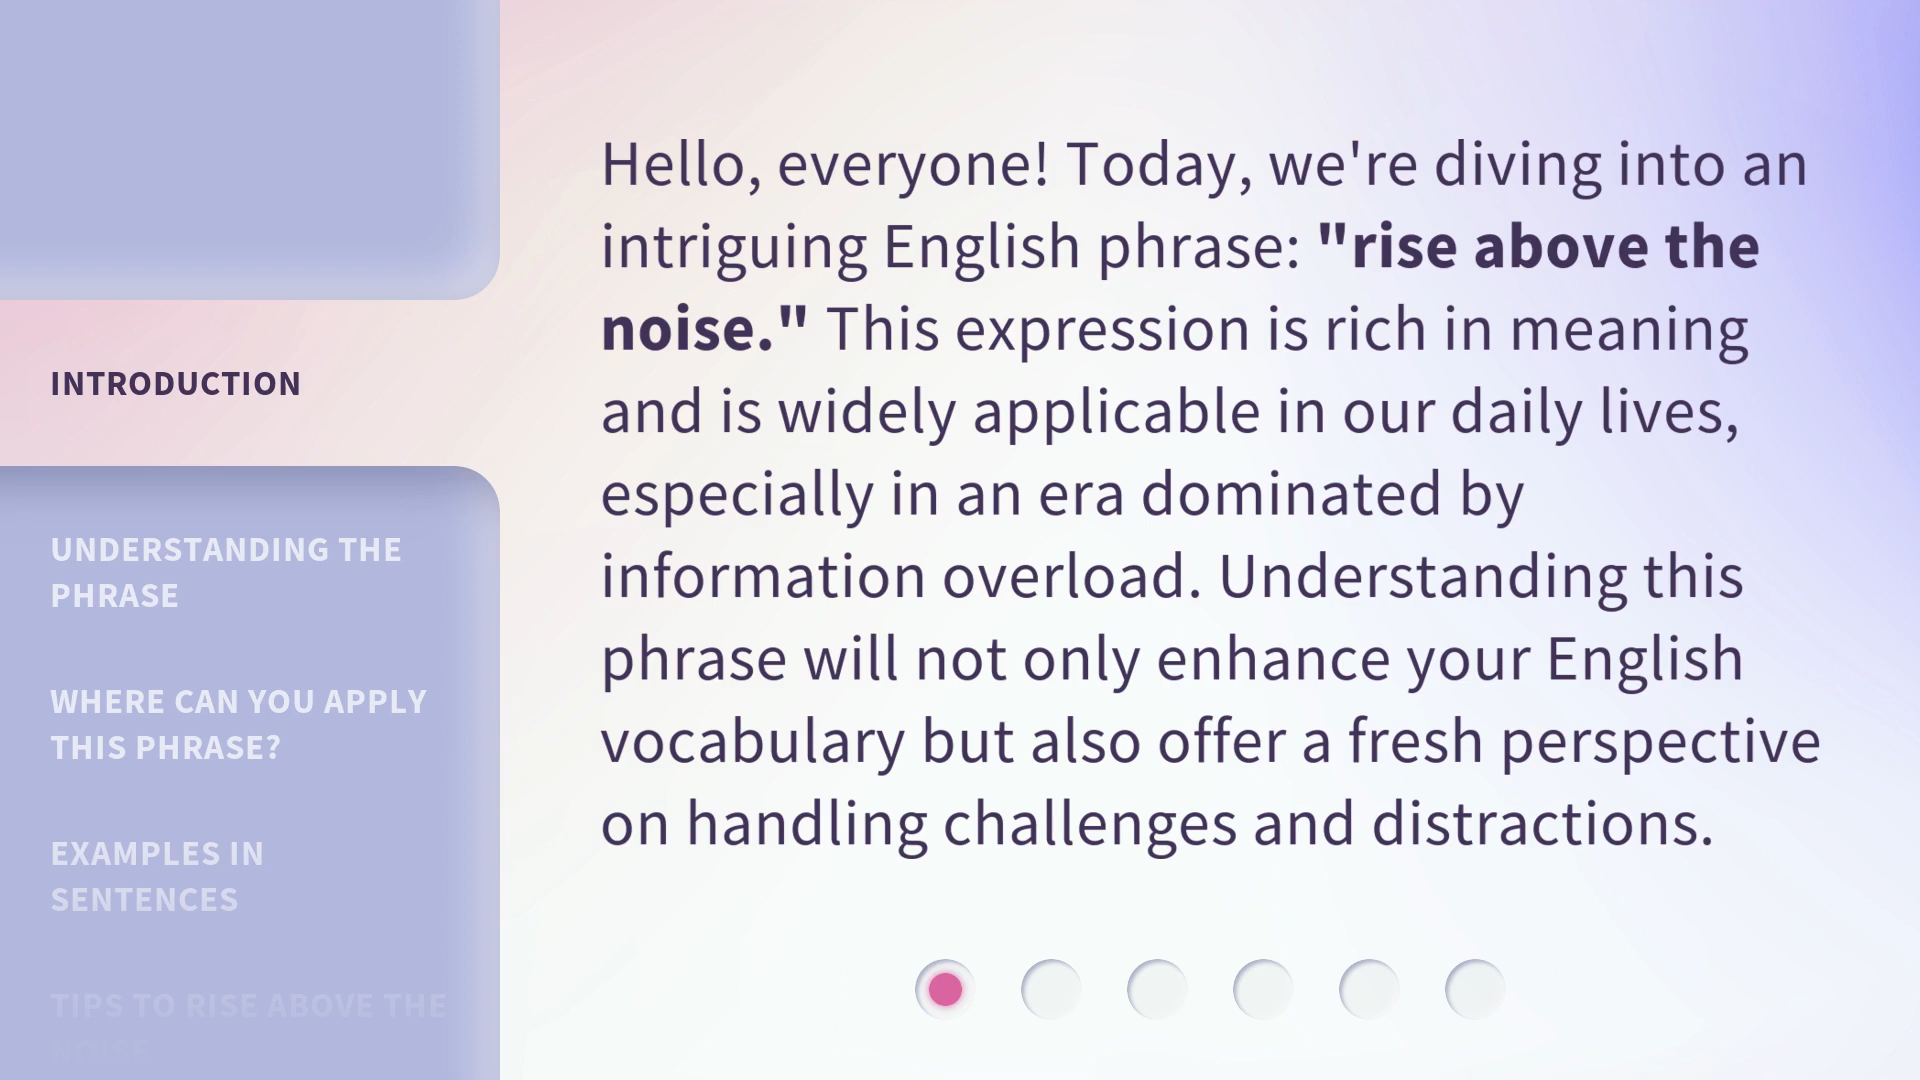 INTRODUCTION
UNDERSTANDING THE
PHRASE
WHERE CAN YOU APPLY
THIS PHRASE?
EXAMPLES IN
SENTENCES
TIPS TO RISE ABOVE THE
NOISE
Hello, everyone! Today, we're diving into an
intriguing English phrase: "rise above the
noise." This expression is rich in meaning
and is widely applicable in our daily lives,
especially in an era dominated by
information overload. Understanding this
phrase will not only enhance your English
vocabulary but also offer a fresh perspective
on handling challenges and distractions.